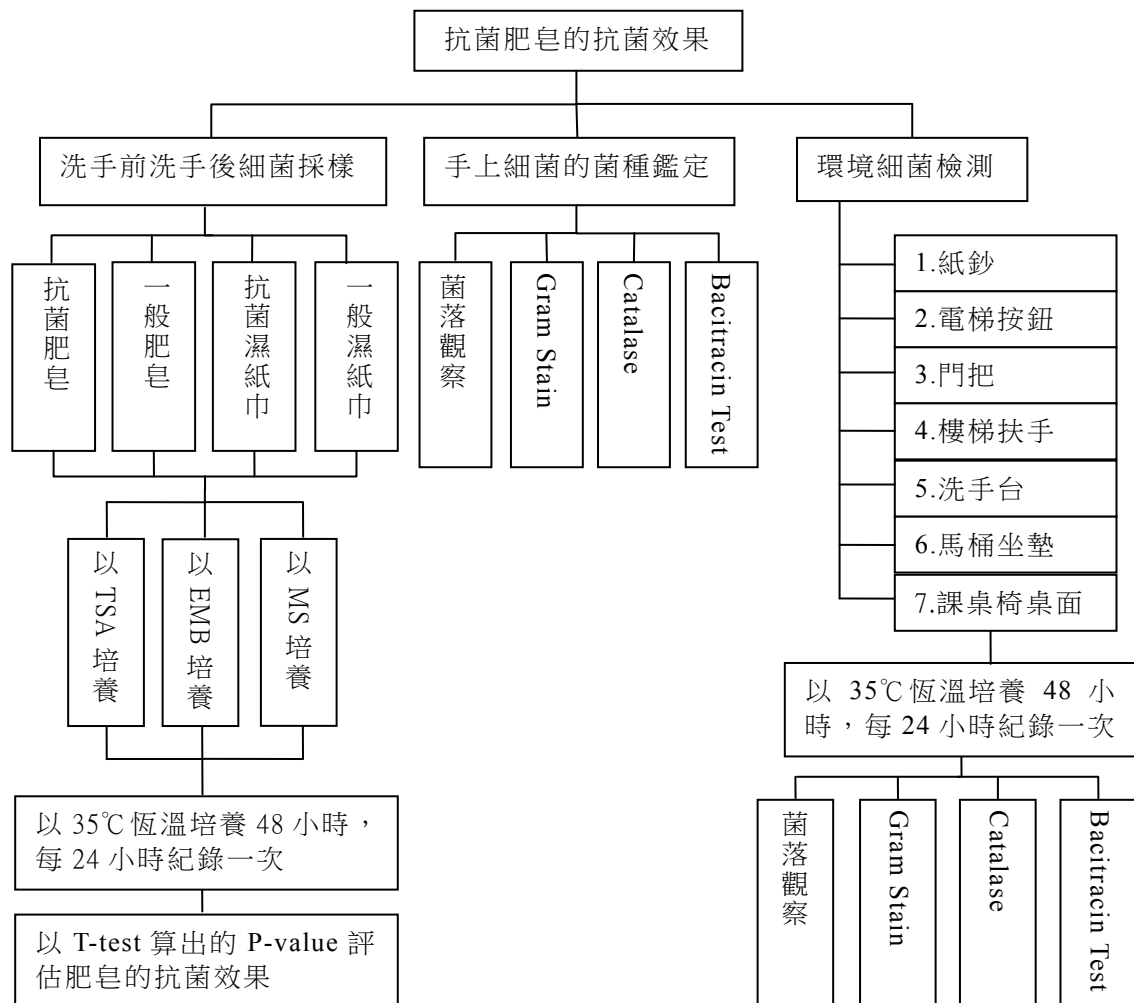 抗菌肥皂的抗菌效果
洗手前洗手後細菌採樣
手上細菌的菌種鑑定
環境細菌檢測
抗菌肥皂
一般肥皂
抗菌濕紙巾
一般濕紙巾
菌落觀察
Gram Stain
Catalase
Bacitracin Test
1.紙鈔
2.電梯按鈕
3.門把
4.樓梯扶手
5.洗手台
6.馬桶坐墊
7.課桌椅桌面
以 TSA 培養
以 EMB 培養
以 MS 培養
以 35℃恆溫培養 48 小
時，每 24 小時紀錄一次
以 35℃恆溫培養 48 小時，
每 24 小時紀錄一次
菌落觀察
Gram Stain
Catalase
Bacitracin Test
以 T-test 算出的 P-value 評
估肥皂的抗菌效果